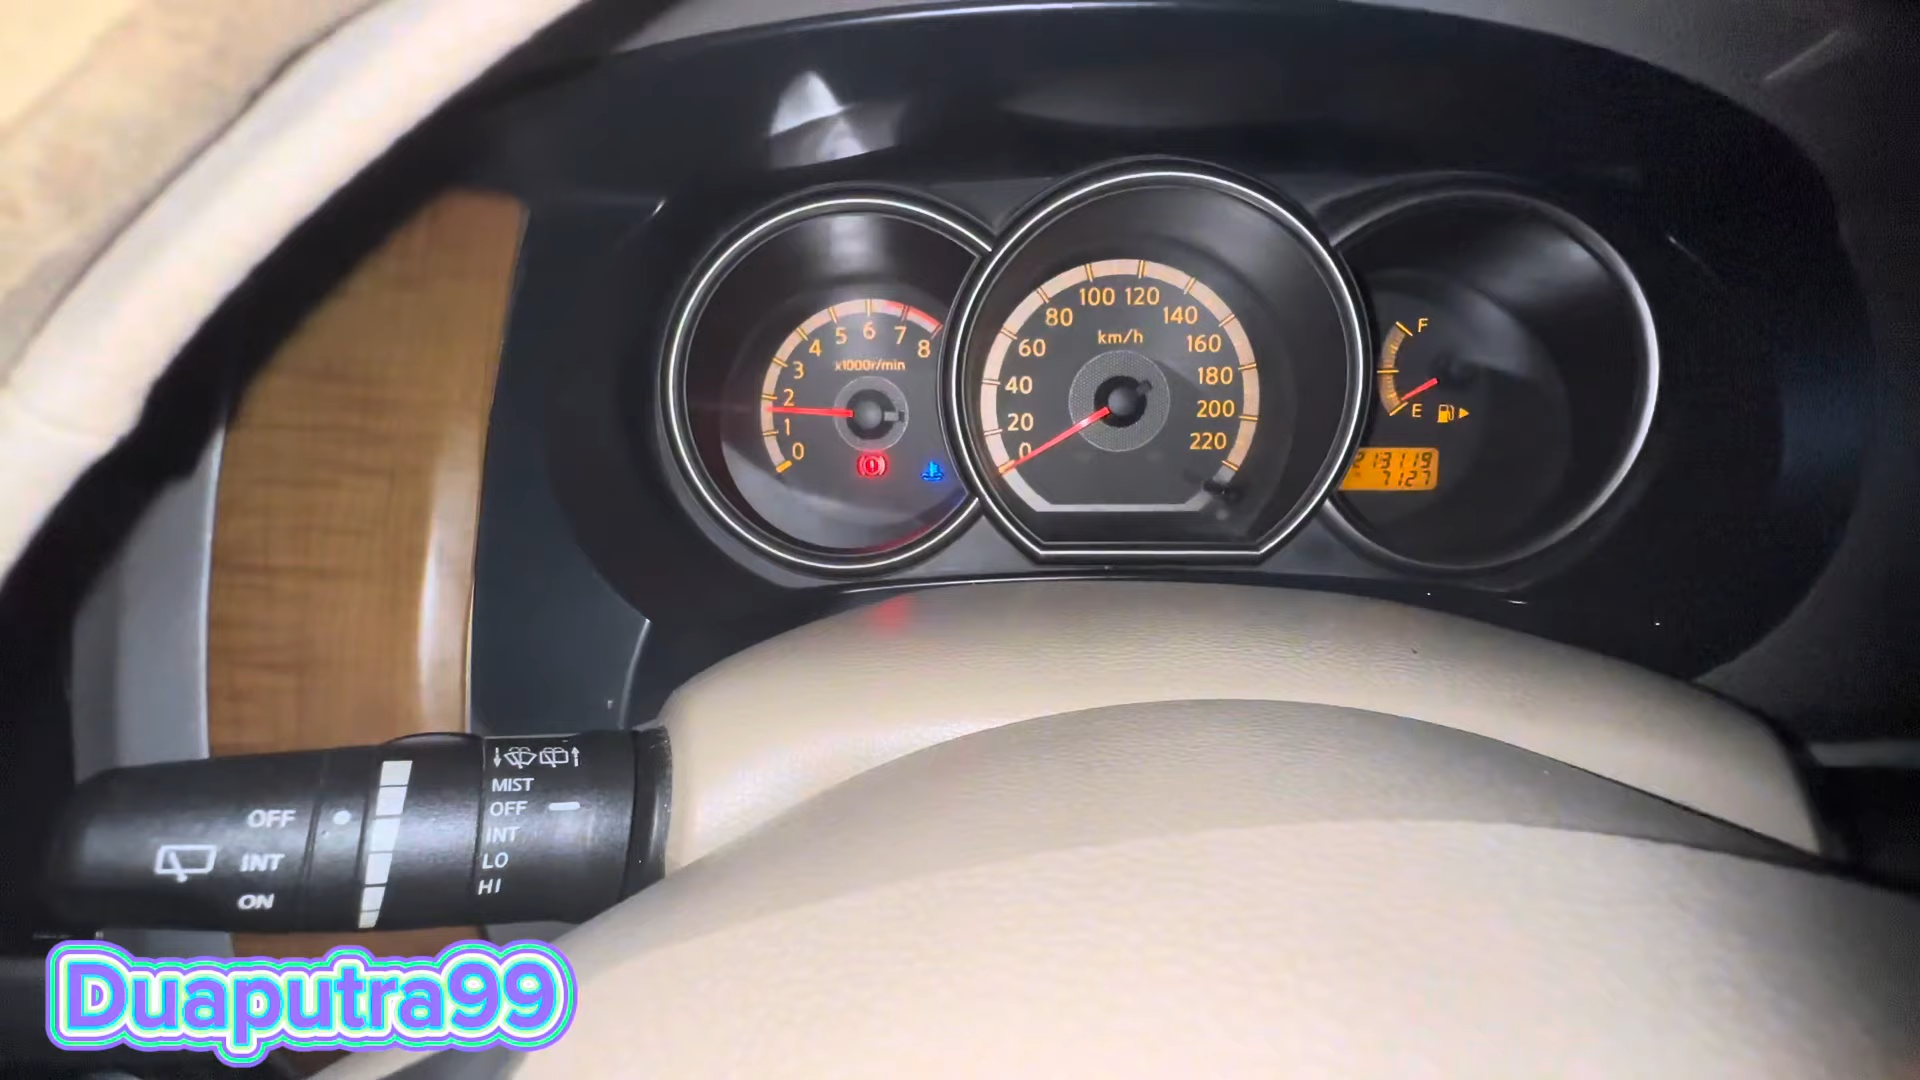 0 1 2 3 4 5 6 7 8
x1000r/min
0 20 40 60 80 100 120 140 160 180 200 220
km/h
F
E
213119
7127
MIST
OFF
INT
LO
HI
OFF
INT
ON
Duaputra99